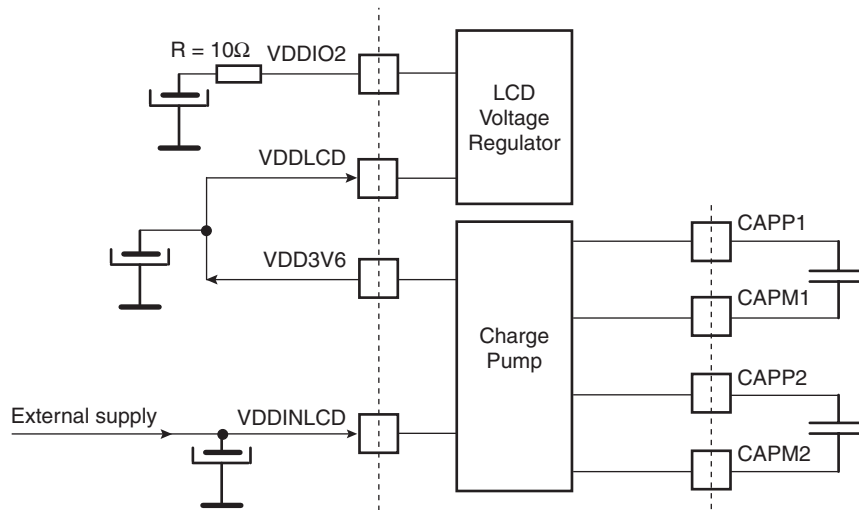 R = 10Ω
VDDIO2
LCD
Voltage
Regulator
VDDLCD
VDD3V6
Charge
Pump
CAPP1
CAPM1
CAPP2
CAPM2
External supply
VDDINLCD